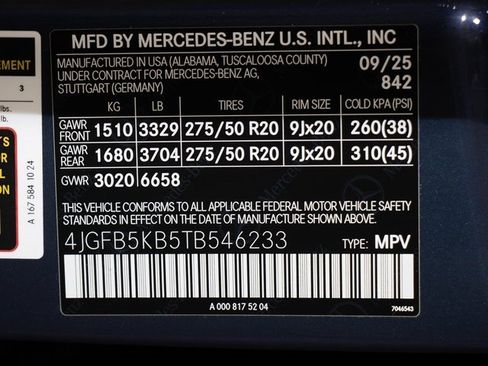 MFD BY MERCEDES-BENZ U.S. INTL., INC
MANUFACTURED IN USA (ALABAMA, TUSCALOOSA COUNTY)
UNDER CONTRACT FOR MERCEDES-BENZ AG,
STUTTGART (GERMANY)
09/25
842
KG LB TIRES RIM SIZE COLD KPA (PSI)
GAWR FRONT 1510 3329 275/50 R20 9Jx20 260(38)
GAWR REAR 1680 3704 275/50 R20 9Jx20 310(45)
GVWR 3020 6658
THIS VEHICLE CONFORMS TO ALL APPLICABLE FEDERAL MOTOR VEHICLE SAFETY
STANDARDS IN EFFECT ON THE DATE OF MANUFACTURE SHOWN ABOVE.
4JGFB5KB5TB546233 TYPE: MPV
A 000 817 52 04
7046543
EMENT
3
lbs.
TS
A 167 584 10 24